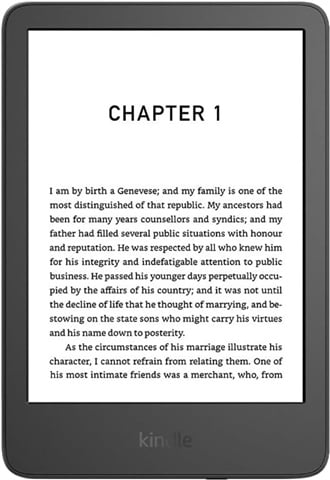 CHAPTER 1
I am by birth a Genevese; and my family is one of the
most distinguished of that republic. My ancestors had
been for many years counsellors and syndics; and my
father had filled several public situations with honour
and reputation. He was respected by all who knew him
for his integrity and indefatigable attention to public
business. He passed his younger days perpetually occu-
pied by the affairs of his country; and it was not until
the decline of life that he thought of marrying, and be-
stowing on the state sons who might carry his virtues
and his name down to posterity.
As the circumstances of his marriage illustrate his
character, I cannot refrain from relating them. One of
his most intimate friends was a merchant, who, from
kindle